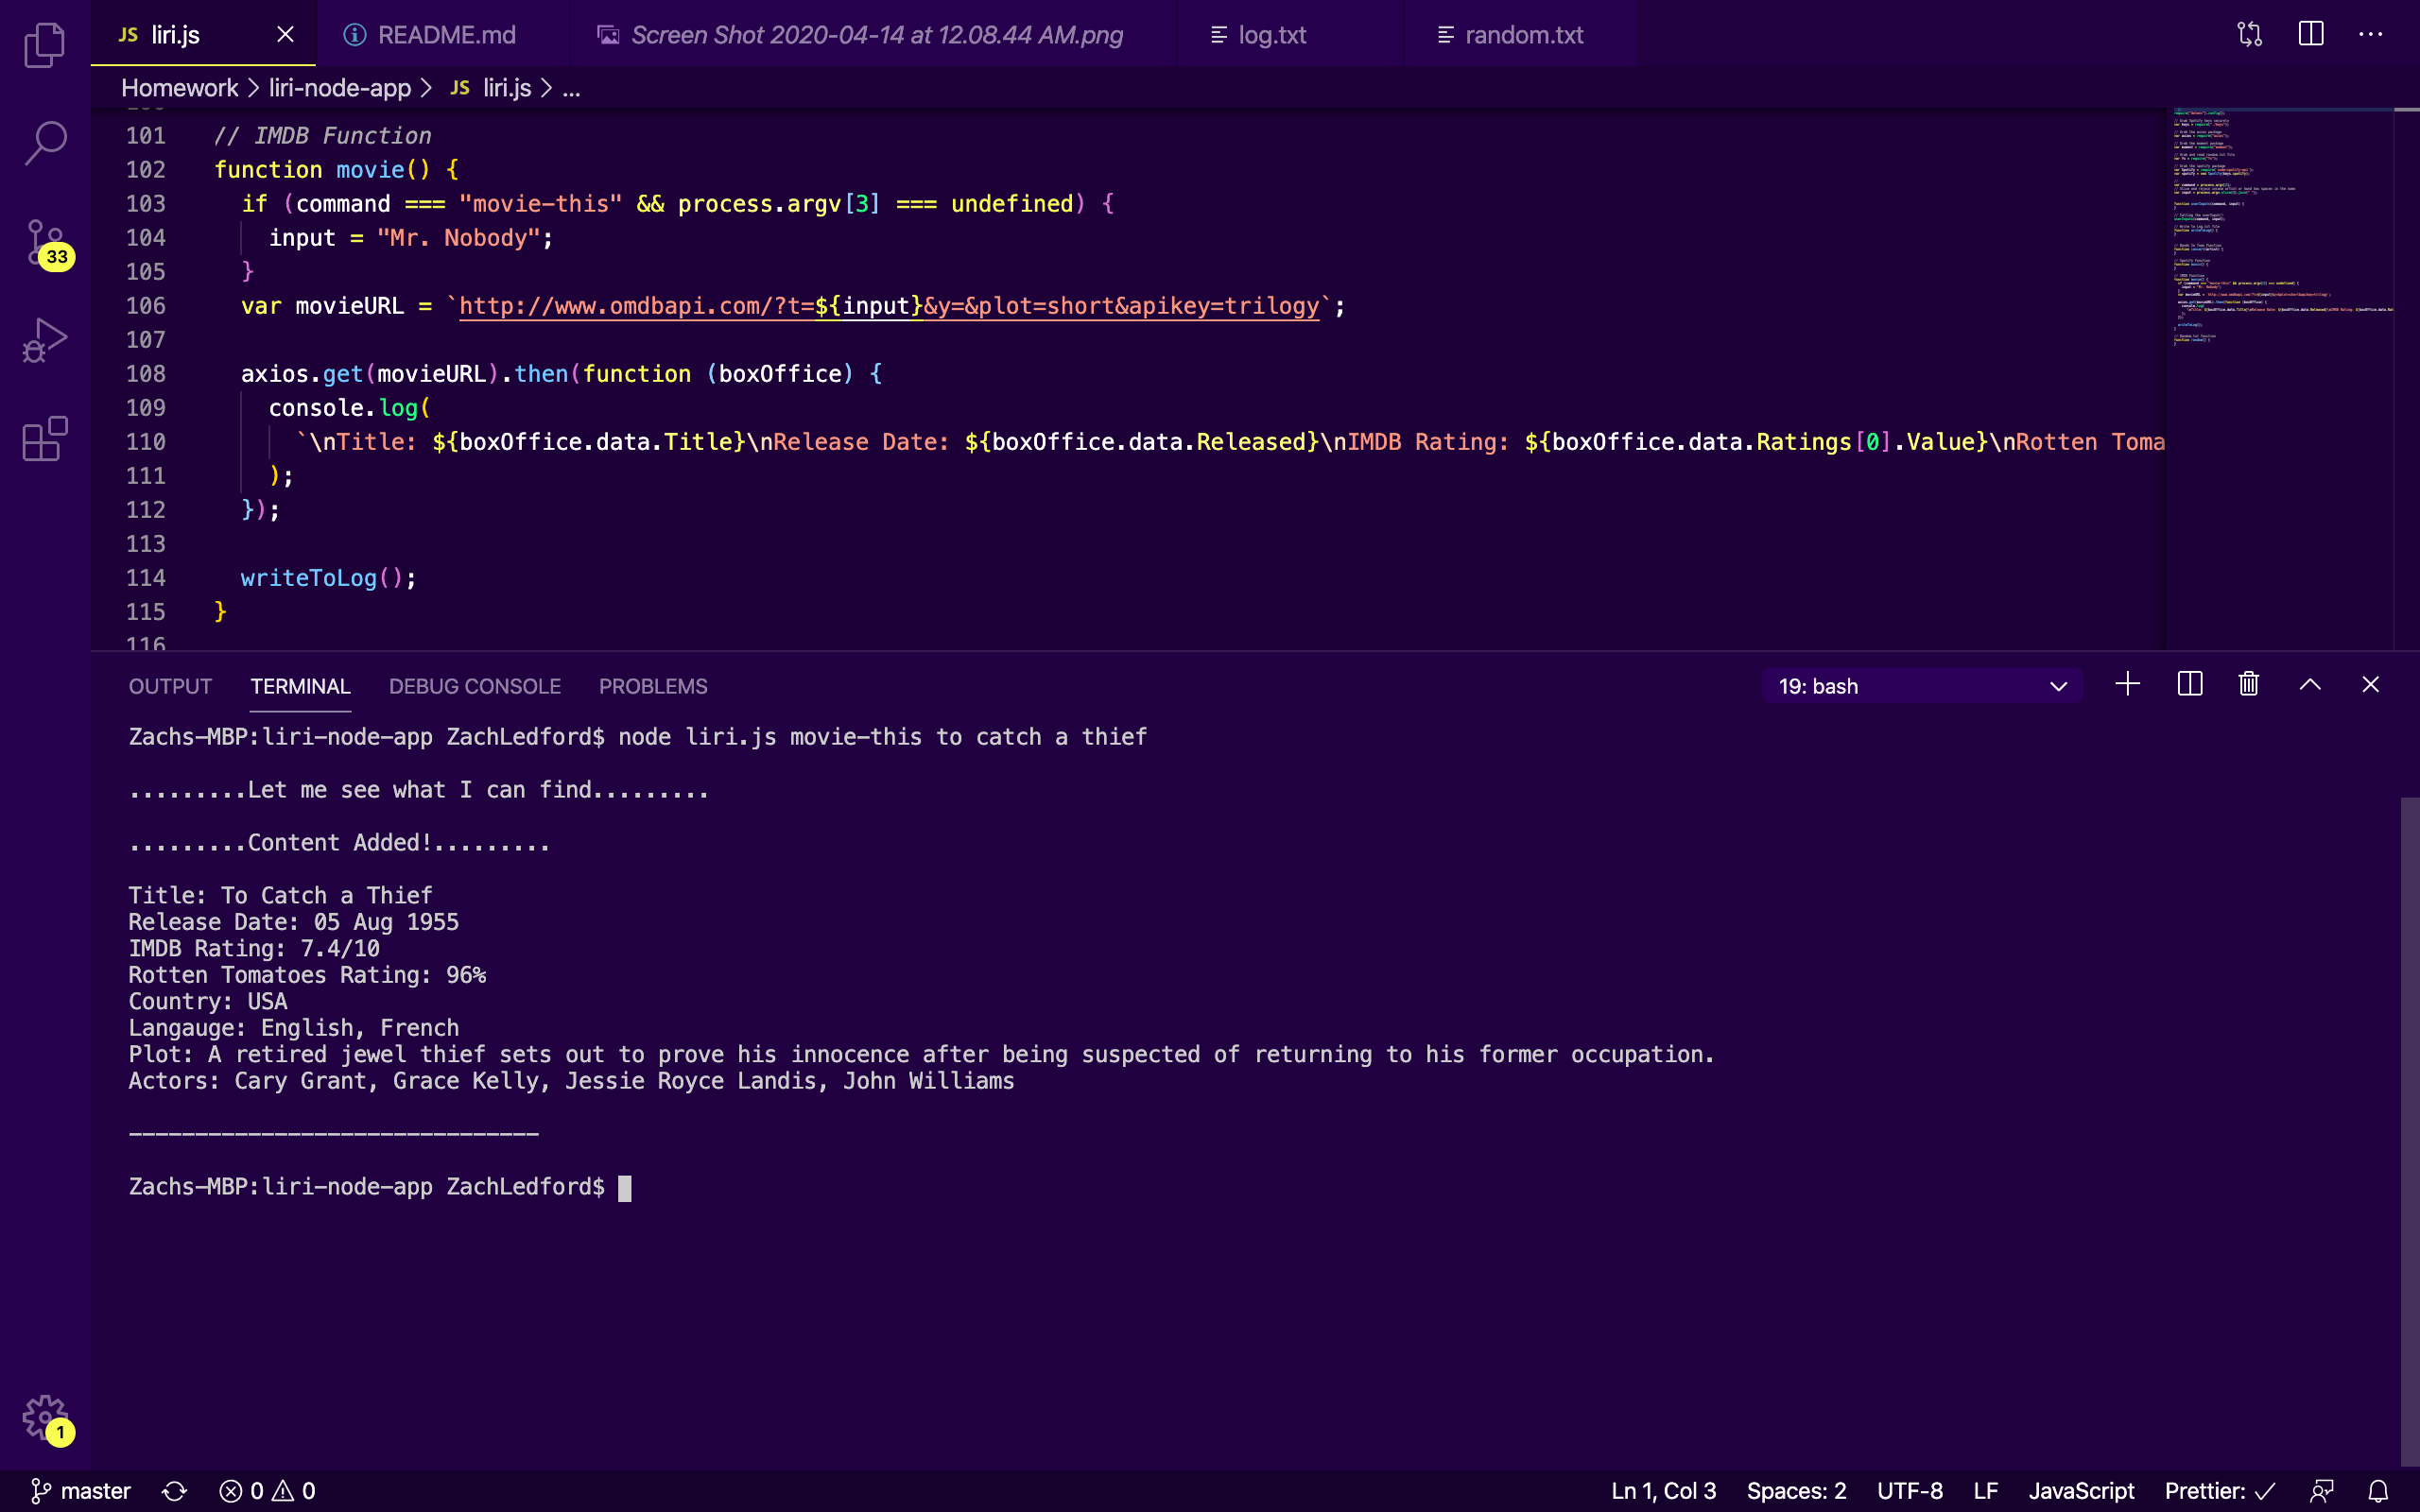 JS liri.js
README.md
Screen Shot 2020-04-14 at 12.08.44 AM.png
log.txt
random.txt
Homework > liri-node-app > JS liri.js > ...
101 // IMDB Function
102 function movie() {
103 if (command === "movie-this" && process.argv[3] === undefined) {
104 input = "Mr. Nobody";
105 }
106 var movieURL = `http://www.omdbapi.com/?t=${input}&y=&plot=short&apikey=trilogy`;
107
108 axios.get(movieURL).then(function (boxOffice) {
109 console.log(
110 `\nTitle: ${boxOffice.data.Title}\nRelease Date: ${boxOffice.data.Released}\nIMDB Rating: ${boxOffice.data.Ratings[0].Value}\nRotten Toma
111 );
112 });
113
114 writeToLog();
115 }
116
33
OUTPUT TERMINAL DEBUG CONSOLE PROBLEMS
19: bash
Zachs-MBP:liri-node-app ZachLedford$ node liri.js movie-this to catch a thief
.........Let me see what I can find.........
.........Content Added!.........
Title: To Catch a Thief
Release Date: 05 Aug 1955
IMDB Rating: 7.4/10
Rotten Tomatoes Rating: 96%
Country: USA
Langauge: English, French
Plot: A retired jewel thief sets out to prove his innocence after being suspected of returning to his former occupation.
Actors: Cary Grant, Grace Kelly, Jessie Royce Landis, John Williams
-------------------------------
Zachs-MBP:liri-node-app ZachLedford$
1
master 0 0
Ln 1, Col 3 Spaces: 2 UTF-8 LF JavaScript Prettier: ✓